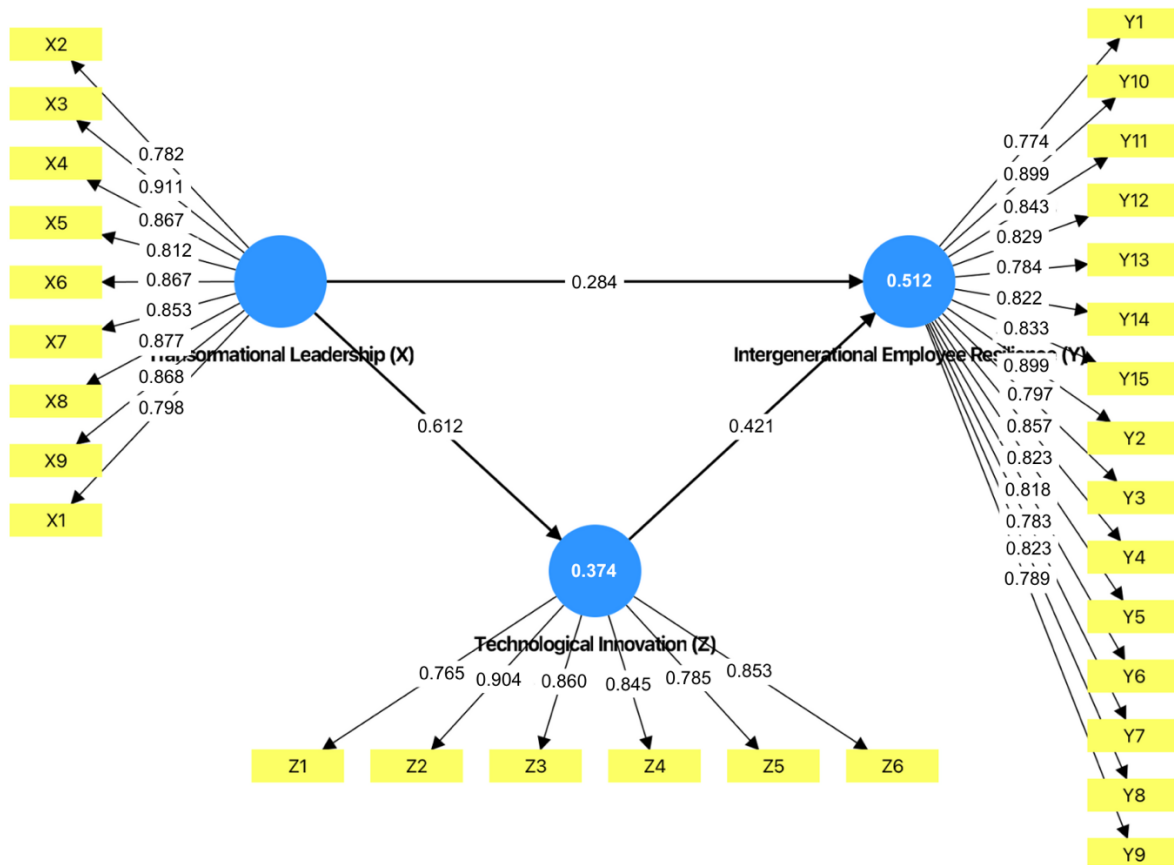 X2
X3
X4
X5
X6
X7
X8
X9
X1
0.782
0.911
0.867
0.812
0.867
0.853
0.877
0.868
0.798
Transormational Leadership (X)
0.284
0.612
0.421
0.512
Intergenerational Employee Resilience (Y)
0.374
Technological Innovation (Z)
0.765
0.904
0.860
0.845
0.785
0.853
Z1
Z2
Z3
Z4
Z5
Z6
0.774
0.899
0.843
0.829
0.784
0.822
0.833
0.899
0.797
0.857
0.823
0.818
0.783
0.823
0.789
Y1
Y10
Y11
Y12
Y13
Y14
Y15
Y2
Y3
Y4
Y5
Y6
Y7
Y8
Y9